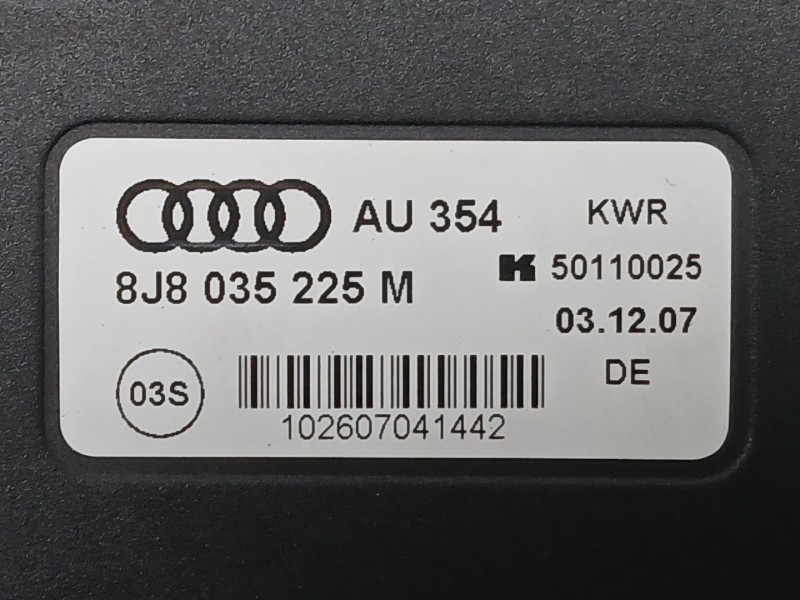 AU 354 KWR
8J8 035 225 M K 50110025
03.12.07
03S DE
102607041442